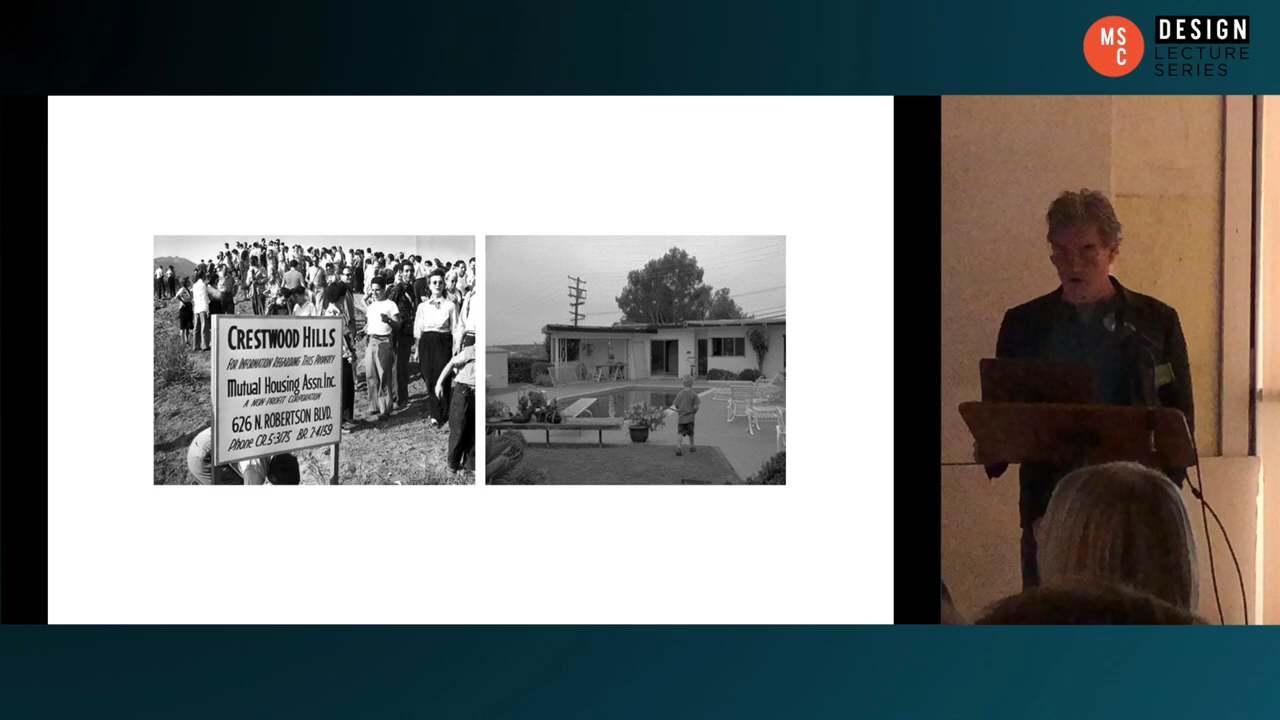 MS
C
DESIGN
LECTURE
SERIES
CRESTWOOD HILLS
FOR INFORMATION REGARDING THIS PROPERTY
Mutual Housing Assn. Inc.
A NON-PROFIT CORPORATION
626 N. ROBERTSON BLVD.
Phone CR. 5-3175 BR. 2-4159